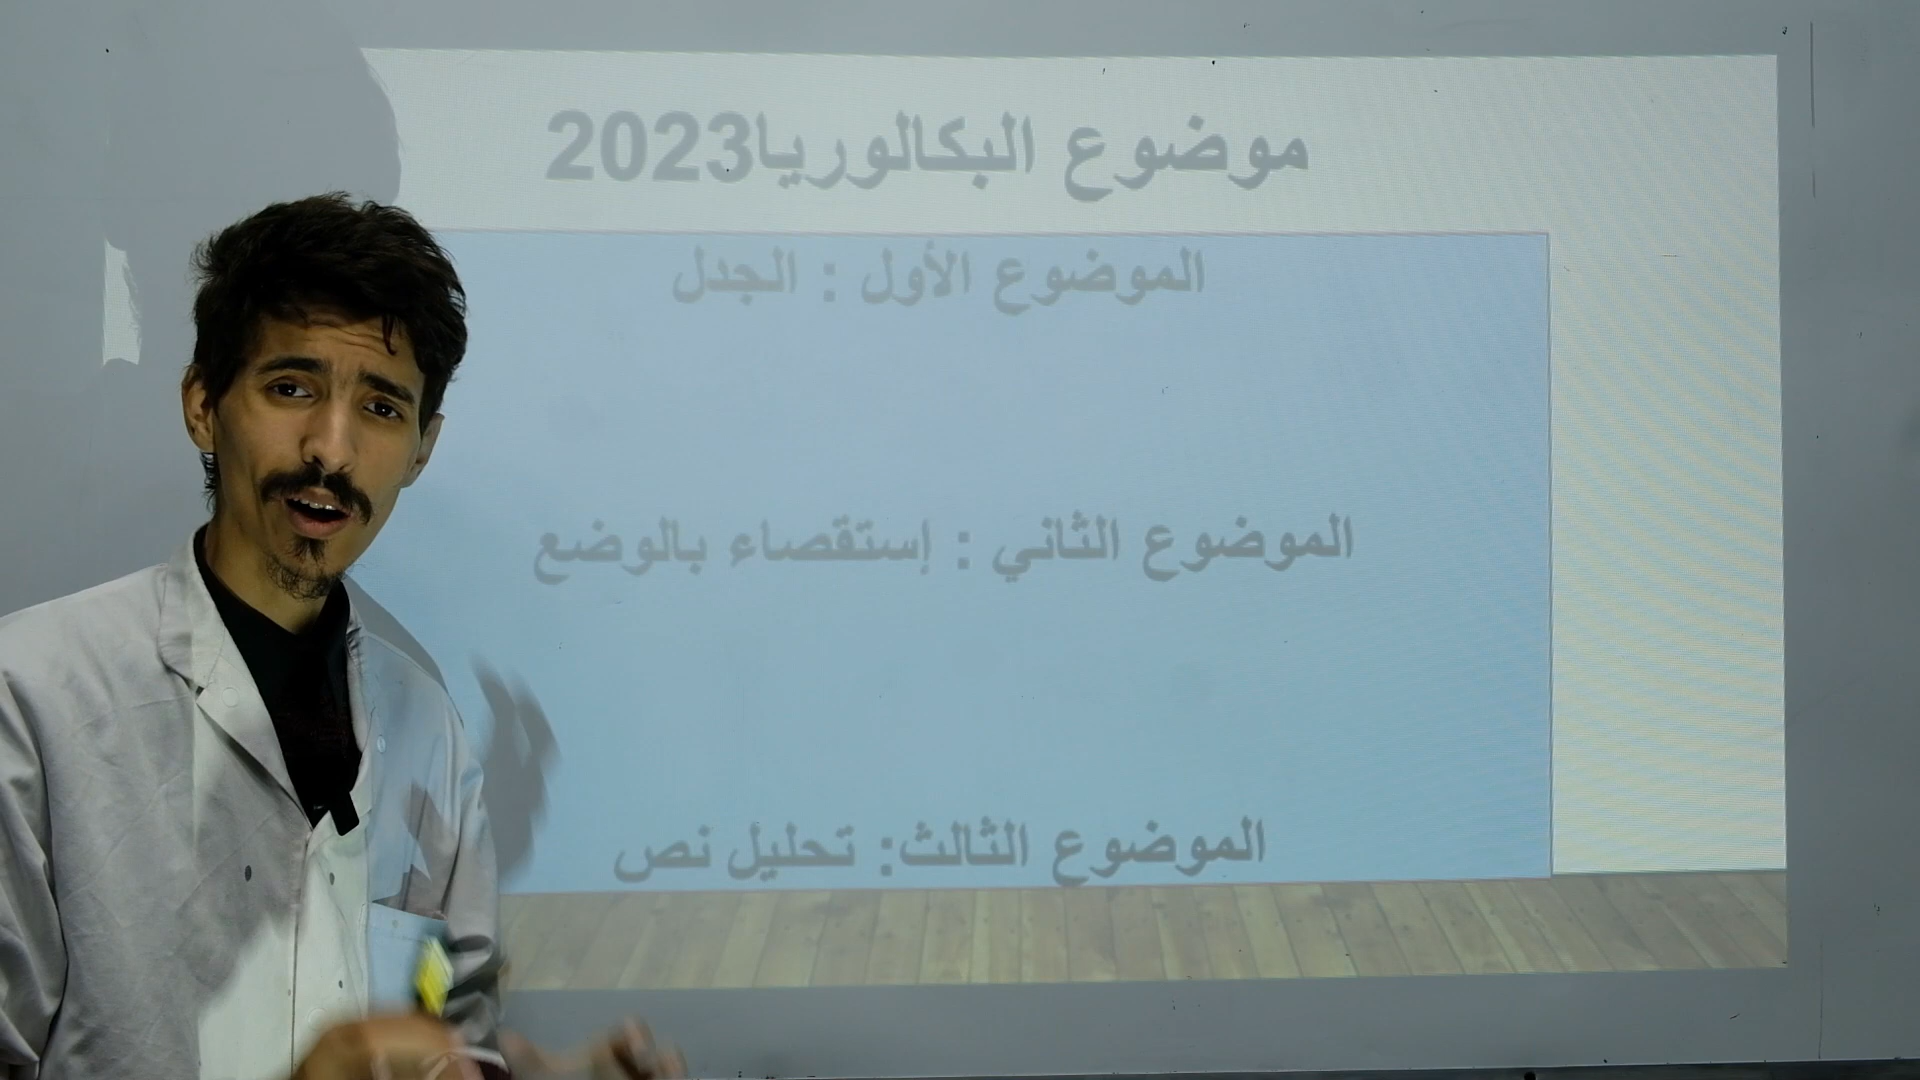 موضوع البكالوريا2023
الموضوع الأول : الجدل
الموضوع الثاني : إستقصاء بالوضع
الموضوع الثالث: تحليل نص